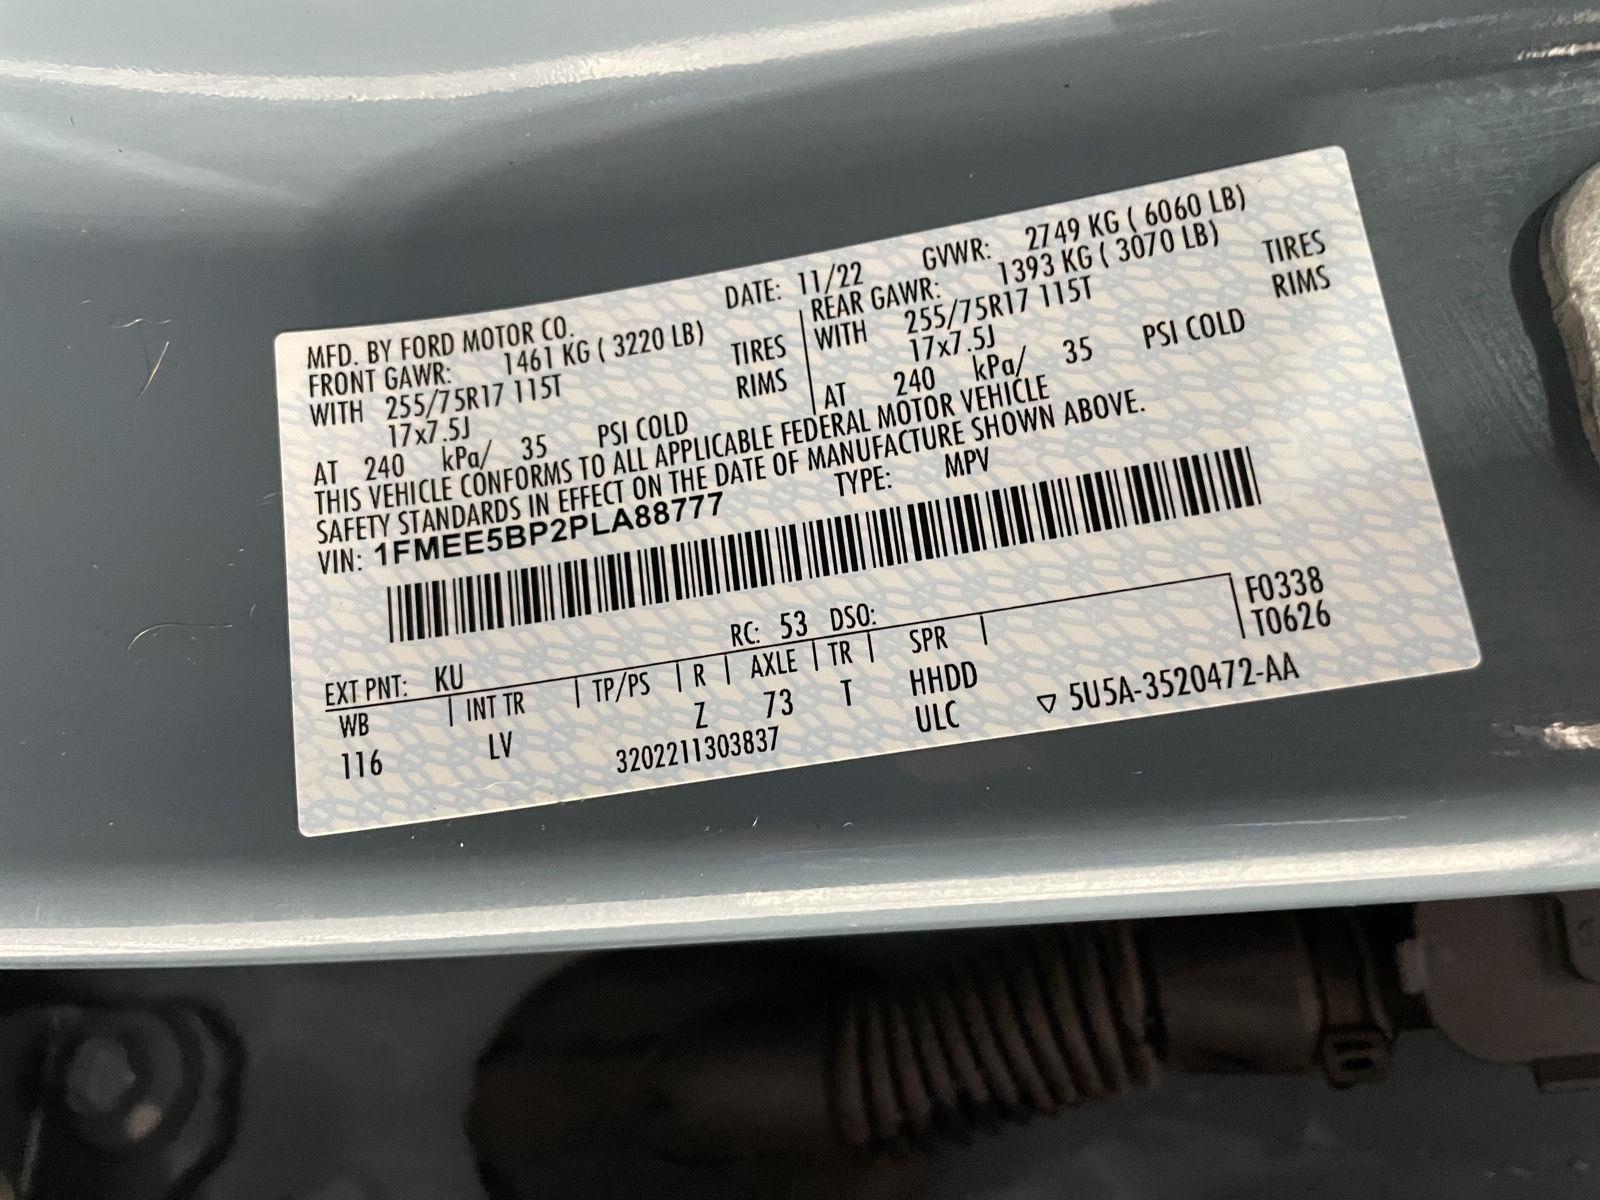 MFD. BY FORD MOTOR CO.
DATE: 11/22
GVWR: 2749 KG ( 6060 LB)
FRONT GAWR: 1461 KG ( 3220 LB)
WITH 255/75R17 115T TIRES
17x7.5J RIMS
AT 240 kPa/ 35 PSI COLD
REAR GAWR: 1393 KG ( 3070 LB)
WITH 255/75R17 115T TIRES
17x7.5J RIMS
AT 240 kPa/ 35 PSI COLD
THIS VEHICLE CONFORMS TO ALL APPLICABLE FEDERAL MOTOR VEHICLE
SAFETY STANDARDS IN EFFECT ON THE DATE OF MANUFACTURE SHOWN ABOVE.
VIN: 1FMEE5BP2PLA88777 TYPE: MPV
F0338
T0626
EXT PNT: KU RC: 53 DSO:
WB INT TR TP/PS R AXLE TR SPR
116 LV Z 73 T HHDD
3202211303837 ULC ▽ 5U5A-3520472-AA